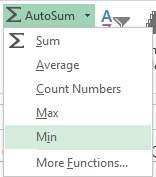 AutoSum
Sum
Average
Count Numbers
Max
Min
More Functions...